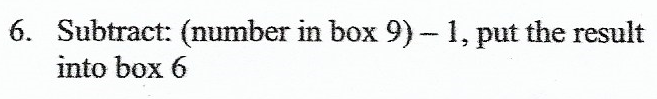 6. Subtract: (number in box 9) – 1, put the result
into box 6